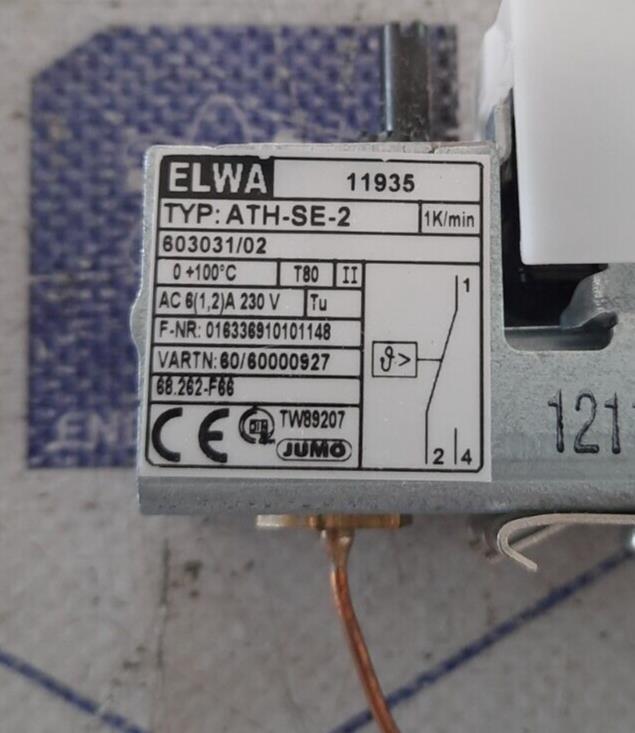 ELWA 11935
TYP: ATH-SE-2 1K/min
603031/02
0 +100°C T80 II
AC 6(1,2)A 230 V Tu
F-NR: 016336910101148
VARTN: 60/60000927
68.262-F66
CE TW89207
JUMO
ϑ>
1
2 4
121